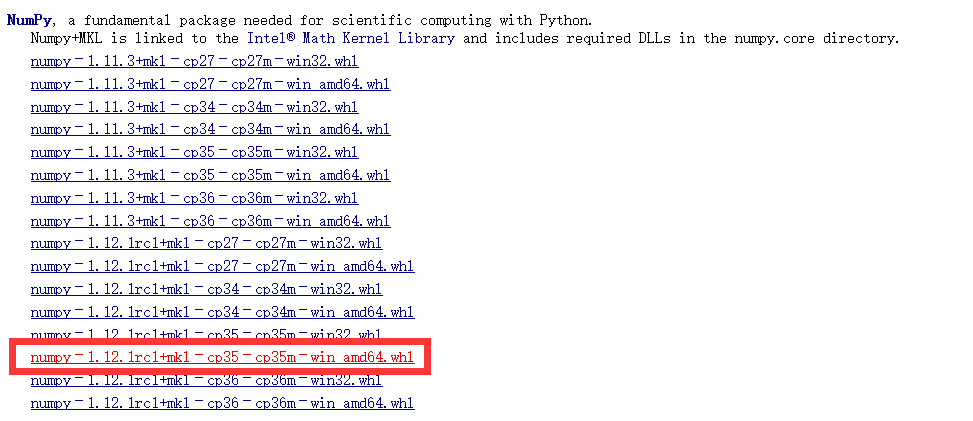 NumPy, a fundamental package needed for scientific computing with Python.
Numpy+MKL is linked to the Intel® Math Kernel Library and includes required DLLs in the numpy.core directory.
numpy-1.11.3+mkl-cp27-cp27m-win32.whl
numpy-1.11.3+mkl-cp27-cp27m-win_amd64.whl
numpy-1.11.3+mkl-cp34-cp34m-win32.whl
numpy-1.11.3+mkl-cp34-cp34m-win_amd64.whl
numpy-1.11.3+mkl-cp35-cp35m-win32.whl
numpy-1.11.3+mkl-cp35-cp35m-win_amd64.whl
numpy-1.11.3+mkl-cp36-cp36m-win32.whl
numpy-1.11.3+mkl-cp36-cp36m-win_amd64.whl
numpy-1.12.1rc1+mkl-cp27-cp27m-win32.whl
numpy-1.12.1rc1+mkl-cp27-cp27m-win_amd64.whl
numpy-1.12.1rc1+mkl-cp34-cp34m-win32.whl
numpy-1.12.1rc1+mkl-cp34-cp34m-win_amd64.whl
numpy-1.12.1rc1+mkl-cp35-cp35m-win32.whl
numpy-1.12.1rc1+mkl-cp35-cp35m-win_amd64.whl
numpy-1.12.1rc1+mkl-cp36-cp36m-win32.whl
numpy-1.12.1rc1+mkl-cp36-cp36m-win_amd64.whl